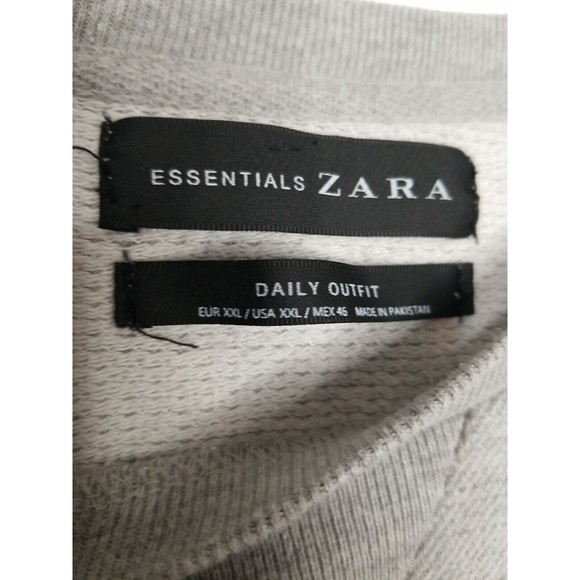 ESSENTIALS ZARA
DAILY OUTFIT
EUR XXL / USA XXL / MEX 46 MADE IN PAKISTAN